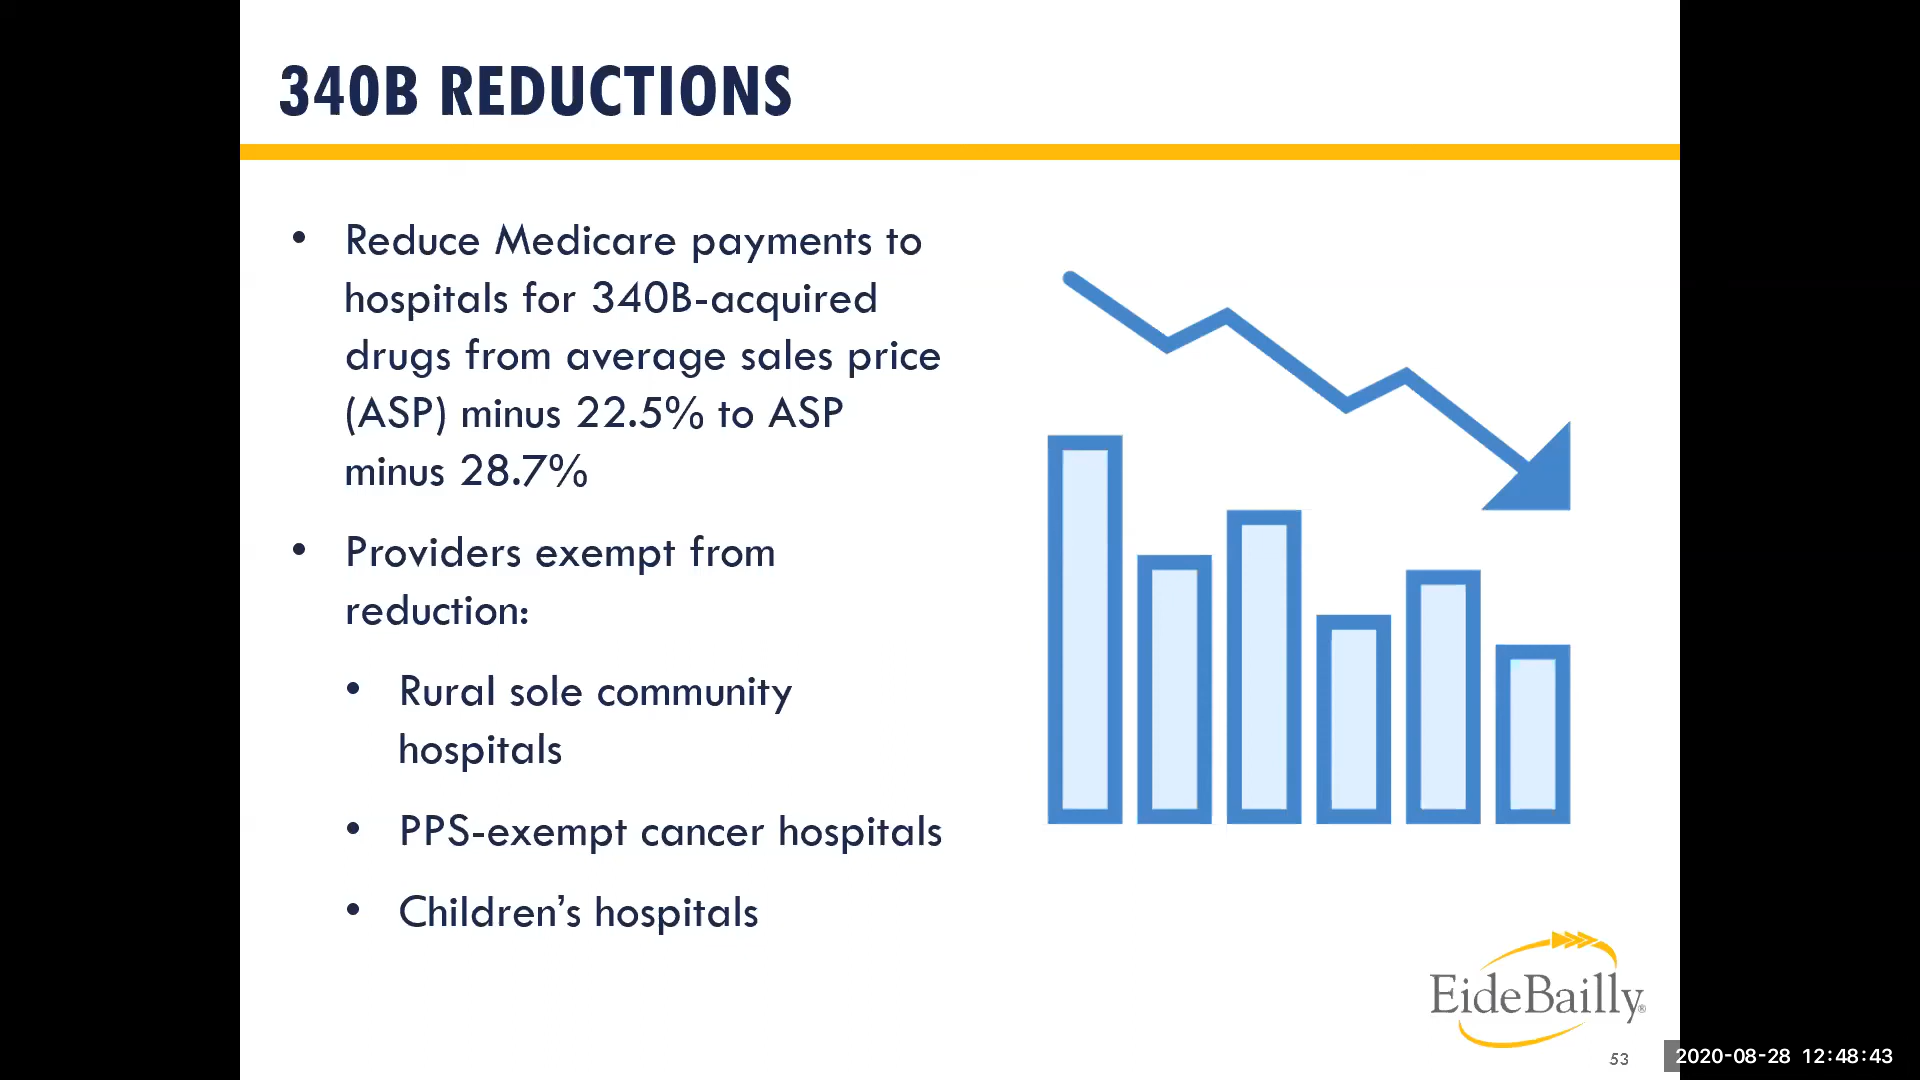 340B REDUCTIONS
• Reduce Medicare payments to
hospitals for 340B-acquired
drugs from average sales price
(ASP) minus 22.5% to ASP
minus 28.7%
• Providers exempt from
reduction:
• Rural sole community
hospitals
• PPS-exempt cancer hospitals
• Children’s hospitals
EideBailly®
53
2020-08-28 12:48:43